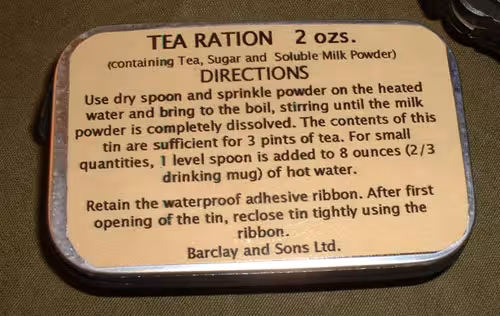 TEA RATION 2 ozs.
(containing Tea, Sugar and Soluble Milk Powder)
DIRECTIONS
Use dry spoon and sprinkle powder on the heated
water and bring to the boil, stirring until the milk
powder is completely dissolved. The contents of this
tin are sufficient for 3 pints of tea. For small
quantities, 1 level spoon is added to 8 ounces (2/3
drinking mug) of hot water.
Retain the waterproof adhesive ribbon. After first
opening of the tin, reclose tin tightly using the
ribbon.
Barclay and Sons Ltd.